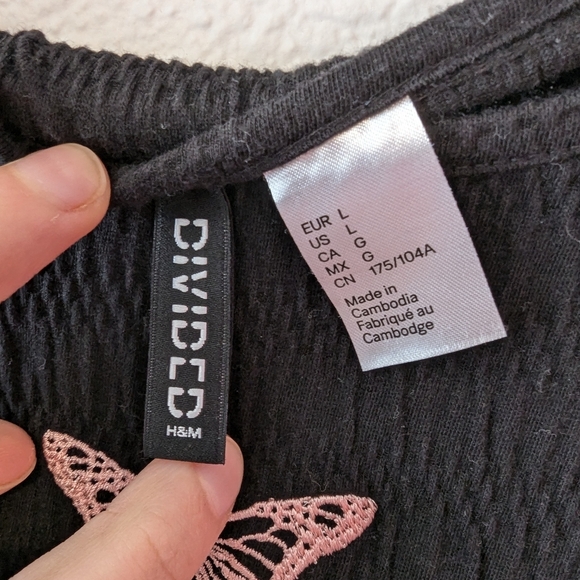 DIVIDED
H&M
EUR L
US L
CA G
MX G
CN 175/104A
Made in
Cambodia
Fabriqué au
Cambodge